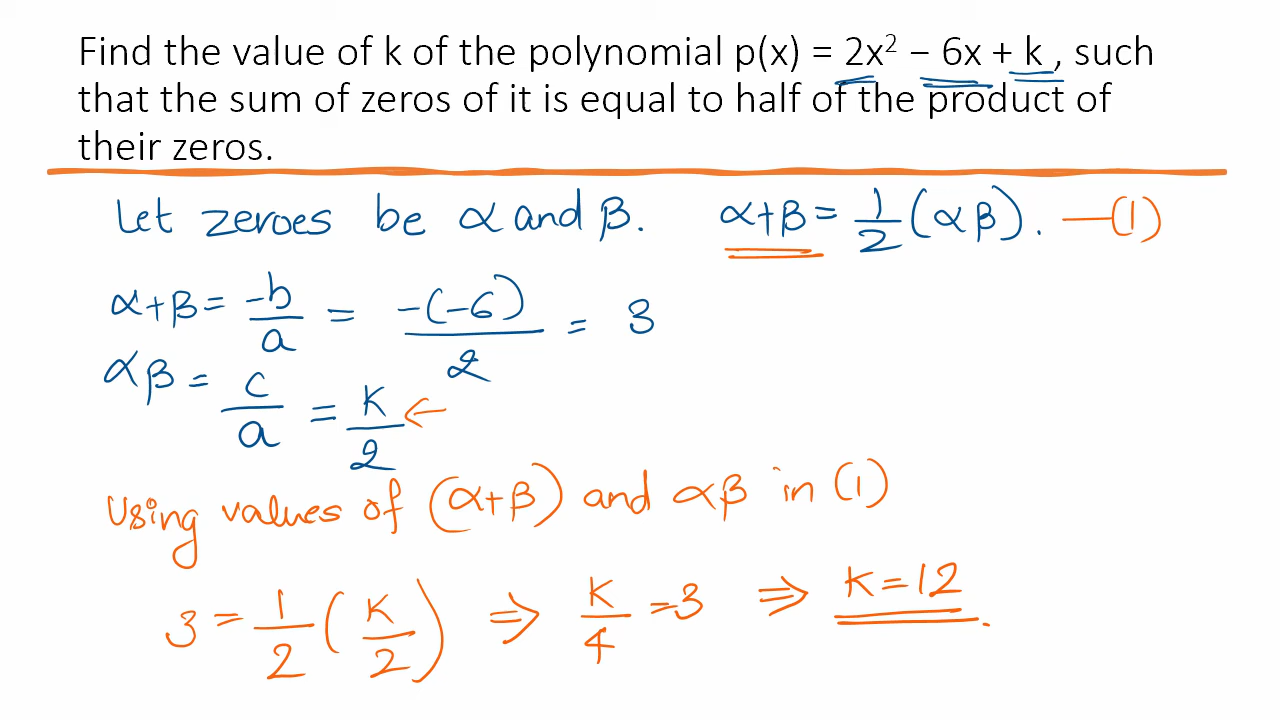 Find the value of k of the polynomial p(x) = 2x² − 6x + k , such
that the sum of zeros of it is equal to half of the product of
their zeros.
Let zeroes be α and β. α+β = 1/2 (αβ). —(1)
α+β = -b/a = -(-6)/2 = 3
αβ = c/a = K/2 ←
Using values of (α+β) and αβ in (1)
3 = 1/2 (K/2) ⇒ K/4 = 3 ⇒ K = 12.